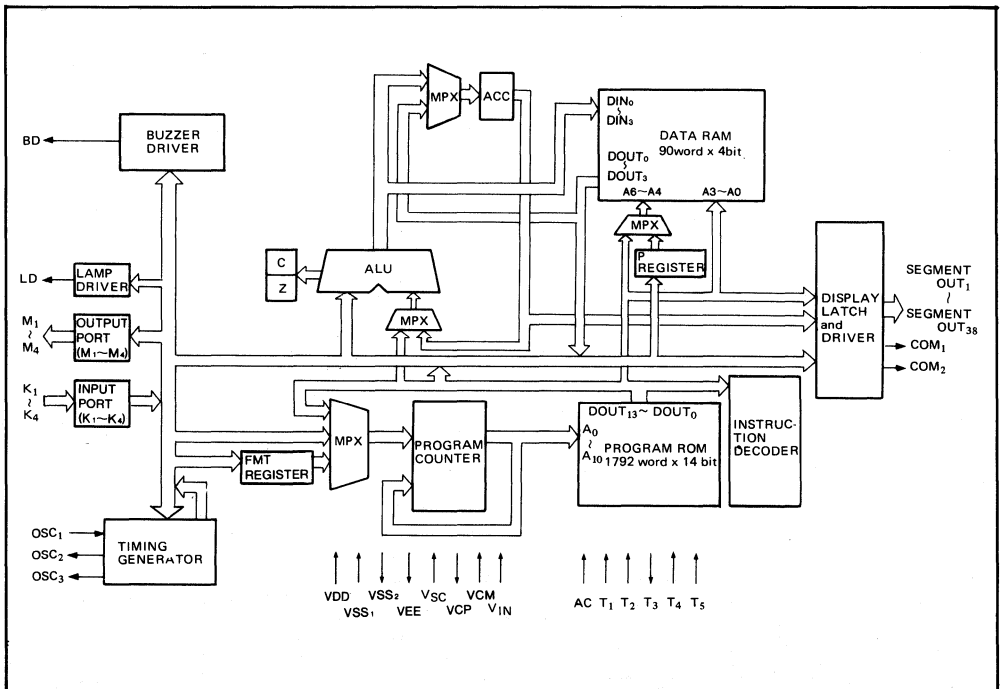 BUZZER
DRIVER
BD
LAMP
DRIVER
LD
OUTPUT
PORT
(M1~M4)
M1
~
M4
INPUT
PORT
(K1~K4)
K1
~
K4
OSC1
OSC2
OSC3
TIMING
GENERATOR
FMT
REGISTER
MPX
PROGRAM
COUNTER
C
Z
ALU
MPX
MPX
ACC
DIN0
~
DIN3
DATA RAM
90word x 4bit
DOUT0
~
DOUT3
A6~A4
A3~A0
MPX
P
REGISTER
DISPLAY
LATCH
and
DRIVER
SEGMENT
OUT1
~
SEGMENT
OUT38
COM1
COM2
DOUT13~DOUT0
A0
~
A10
PROGRAM ROM
1792 word x 14 bit
INSTRUC-
TION
DECODER
VDD
VSS1
VSS2
VEE
VSC
VCP
VCM
VIN
AC
T1
T2
T3
T4
T5